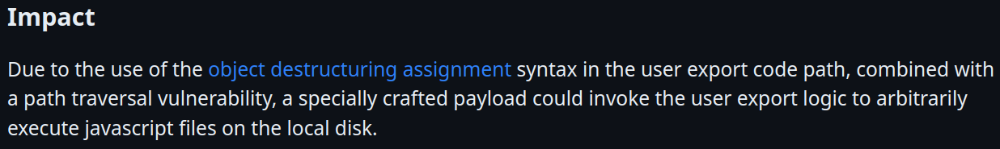 Impact
Due to the use of the object destructuring assignment syntax in the user export code path, combined with
a path traversal vulnerability, a specially crafted payload could invoke the user export logic to arbitrarily
execute javascript files on the local disk.